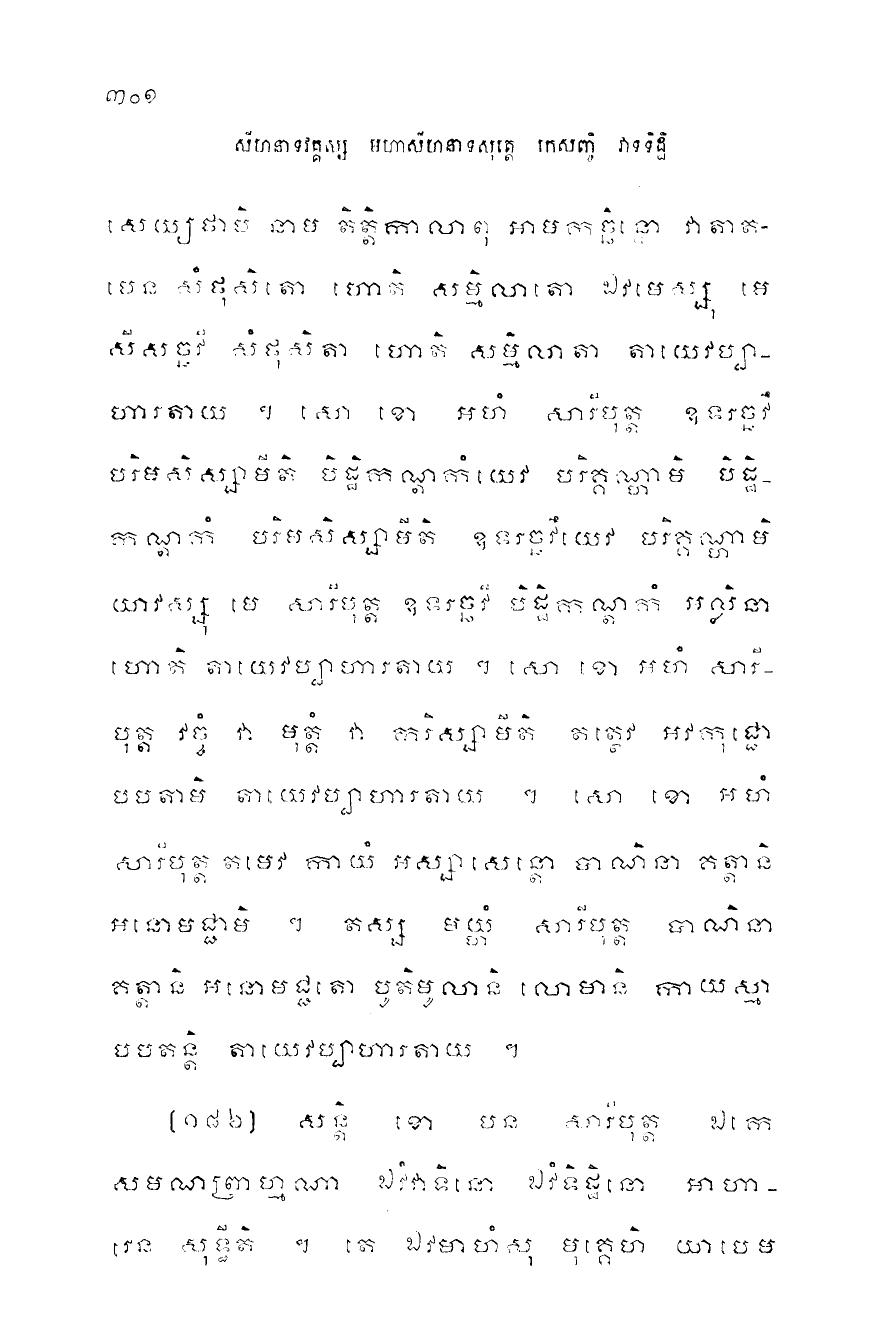 ៣០១
សីហនាទវគ្គស្ស មហាសីហនាទសុត្តេ កេសញ្ចិ វាទទិដ្ឋិ
សេយ្យថាបិ នាម តិត្តិកាលាពុ អាមកច្ឆិន្នោ វាតាត-
បេន សំផុសិតោ ហោតិ សម្មិលាតោ ឯវមេស្សុ មេ
សីសច្ឆវី សំផុសិតា ហោតិ សម្មិលាតា តាយេវប្បា-
ហារតាយ ។ សោ ខោ អហំ សារីបុត្ត ឧទរច្ឆវឹ
បរិមសិស្សាមីតិ បិដ្ឋិកណ្ដកំយេវ បរិគ្គណ្ហាមិ បិដ្ឋិ-
កណ្ដកំ បរិមសិស្សាមីតិ ឧទរច្ឆវឹយេវ បរិគ្គណ្ហាមិ
យាវស្សុ មេ សារីបុត្ត ឧទរច្ឆវី បិដ្ឋិកណ្ដកំ អល្លីនា
ហោតិ តាយេវប្បាហារតាយ ។ សោ ខោ អហំ សារី-
បុត្ត វច្ចំ វា មុត្តំ វា ករិស្សាមីតិ តត្ថេវ អវកុជ្ជោ
បបតាមិ តាយេវប្បាហារតាយ ។ សោ ខោ អហំ
សារីបុត្ត តមេវ កាយំ អស្សាសេន្តោ បាណិនា គត្តានិ
អនោមជ្ជាមិ ។ តស្ស មយ្ហំ សារីបុត្ត បាណិនា
គត្តានិ អនោមជ្ជតោ បូតិមូលានិ លោមានិ កាយស្មា
បបតន្តិ តាយេវប្បាហារតាយ ។
[១៨៦] សន្តិ ខោ បន សារីបុត្ត ឯកេ
សមណព្រាហ្មណា ឯវំវាទិនោ ឯវំទិដ្ឋិនោ អាហា-
រេន សុទ្ធីតិ ។ តេ ឯវមាហំសុ មុគ្គេហិ យាបេម